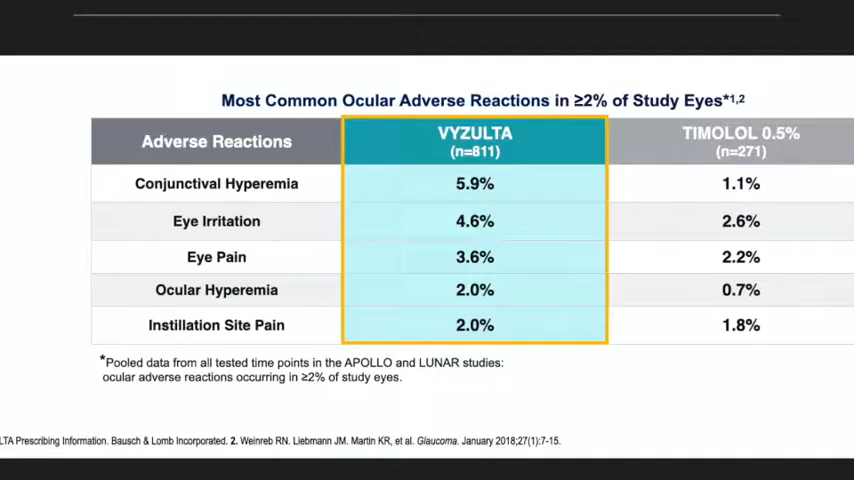 Most Common Ocular Adverse Reactions in ≥2% of Study Eyes*1,2
Adverse Reactions VYZULTA (n=811) TIMOLOL 0.5% (n=271)
Conjunctival Hyperemia 5.9% 1.1%
Eye Irritation 4.6% 2.6%
Eye Pain 3.6% 2.2%
Ocular Hyperemia 2.0% 0.7%
Instillation Site Pain 2.0% 1.8%
*Pooled data from all tested time points in the APOLLO and LUNAR studies:
ocular adverse reactions occurring in ≥2% of study eyes.
LTA Prescribing Information. Bausch & Lomb Incorporated. 2. Weinreb RN. Liebmann JM. Martin KR, et al. Glaucoma. January 2018;27(1):7-15.